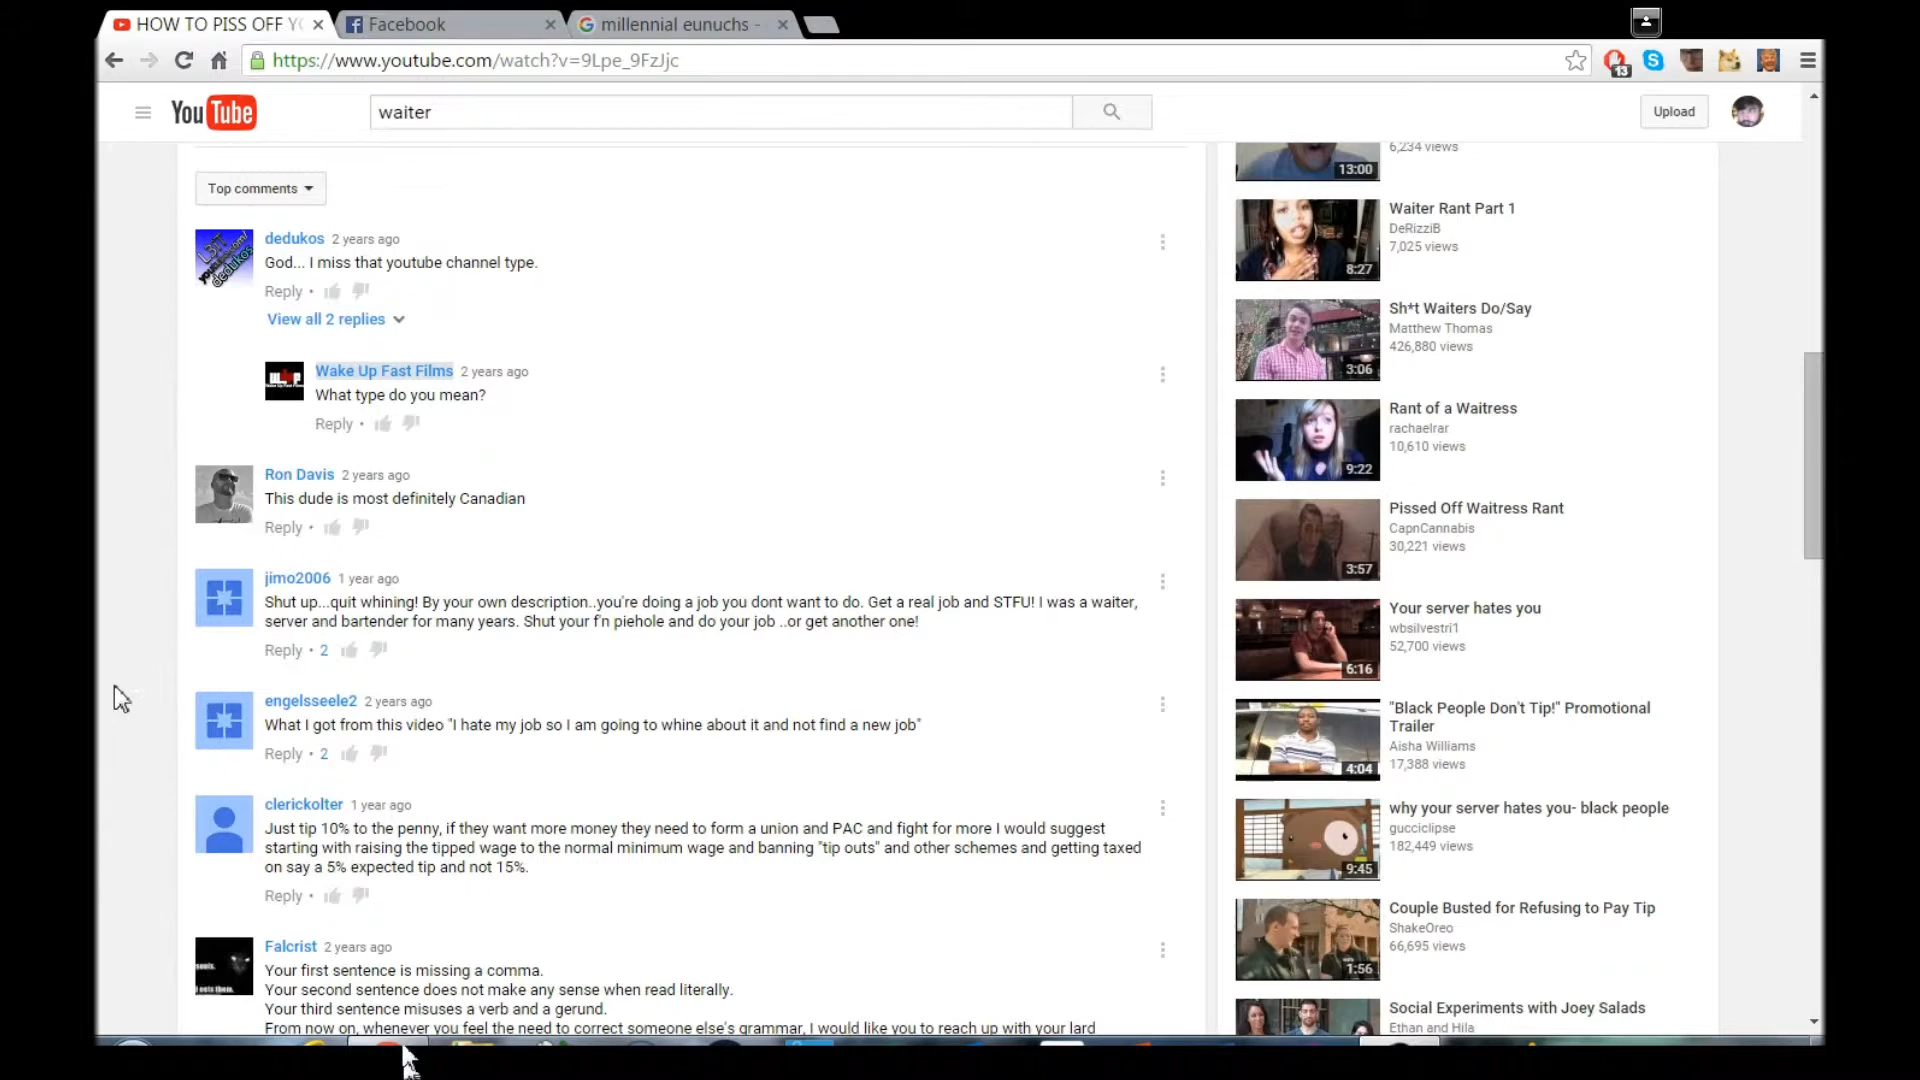 HOW TO PISS OFF YO
Facebook
millennial eunuchs -
https://www.youtube.com/watch?v=9Lpe_9FzJjc
13
YouTube
waiter
Upload
Top comments
dedukos 2 years ago
God... I miss that youtube channel type.
Reply •
View all 2 replies
Wake Up Fast Films 2 years ago
What type do you mean?
Reply •
Ron Davis 2 years ago
This dude is most definitely Canadian
Reply •
jimo2006 1 year ago
Shut up...quit whining! By your own description..you're doing a job you dont want to do. Get a real job and STFU! I was a waiter,
server and bartender for many years. Shut your f'n piehole and do your job ..or get another one!
Reply • 2
engelsseele2 2 years ago
What I got from this video "I hate my job so I am going to whine about it and not find a new job"
Reply • 2
clerickolter 1 year ago
Just tip 10% to the penny, if they want more money they need to form a union and PAC and fight for more I would suggest
starting with raising the tipped wage to the normal minimum wage and banning "tip outs" and other schemes and getting taxed
on say a 5% expected tip and not 15%.
Reply •
Falcrist 2 years ago
Your first sentence is missing a comma.
Your second sentence does not make any sense when read literally.
Your third sentence misuses a verb and a gerund.
From now on, whenever you feel the need to correct someone else's grammar, I would like you to reach up with your lard
6,234 views
13:00
Waiter Rant Part 1
DeRizziB
7,025 views
8:27
Sh*t Waiters Do/Say
Matthew Thomas
426,880 views
3:06
Rant of a Waitress
rachaelrar
10,610 views
9:22
Pissed Off Waitress Rant
CapnCannabis
30,221 views
3:57
Your server hates you
wbsilvestri1
52,700 views
6:16
"Black People Don't Tip!" Promotional
Trailer
Aisha Williams
17,388 views
4:04
why your server hates you- black people
gucciclipse
182,449 views
9:45
Couple Busted for Refusing to Pay Tip
ShakeOreo
66,695 views
1:56
Social Experiments with Joey Salads
Ethan and Hila